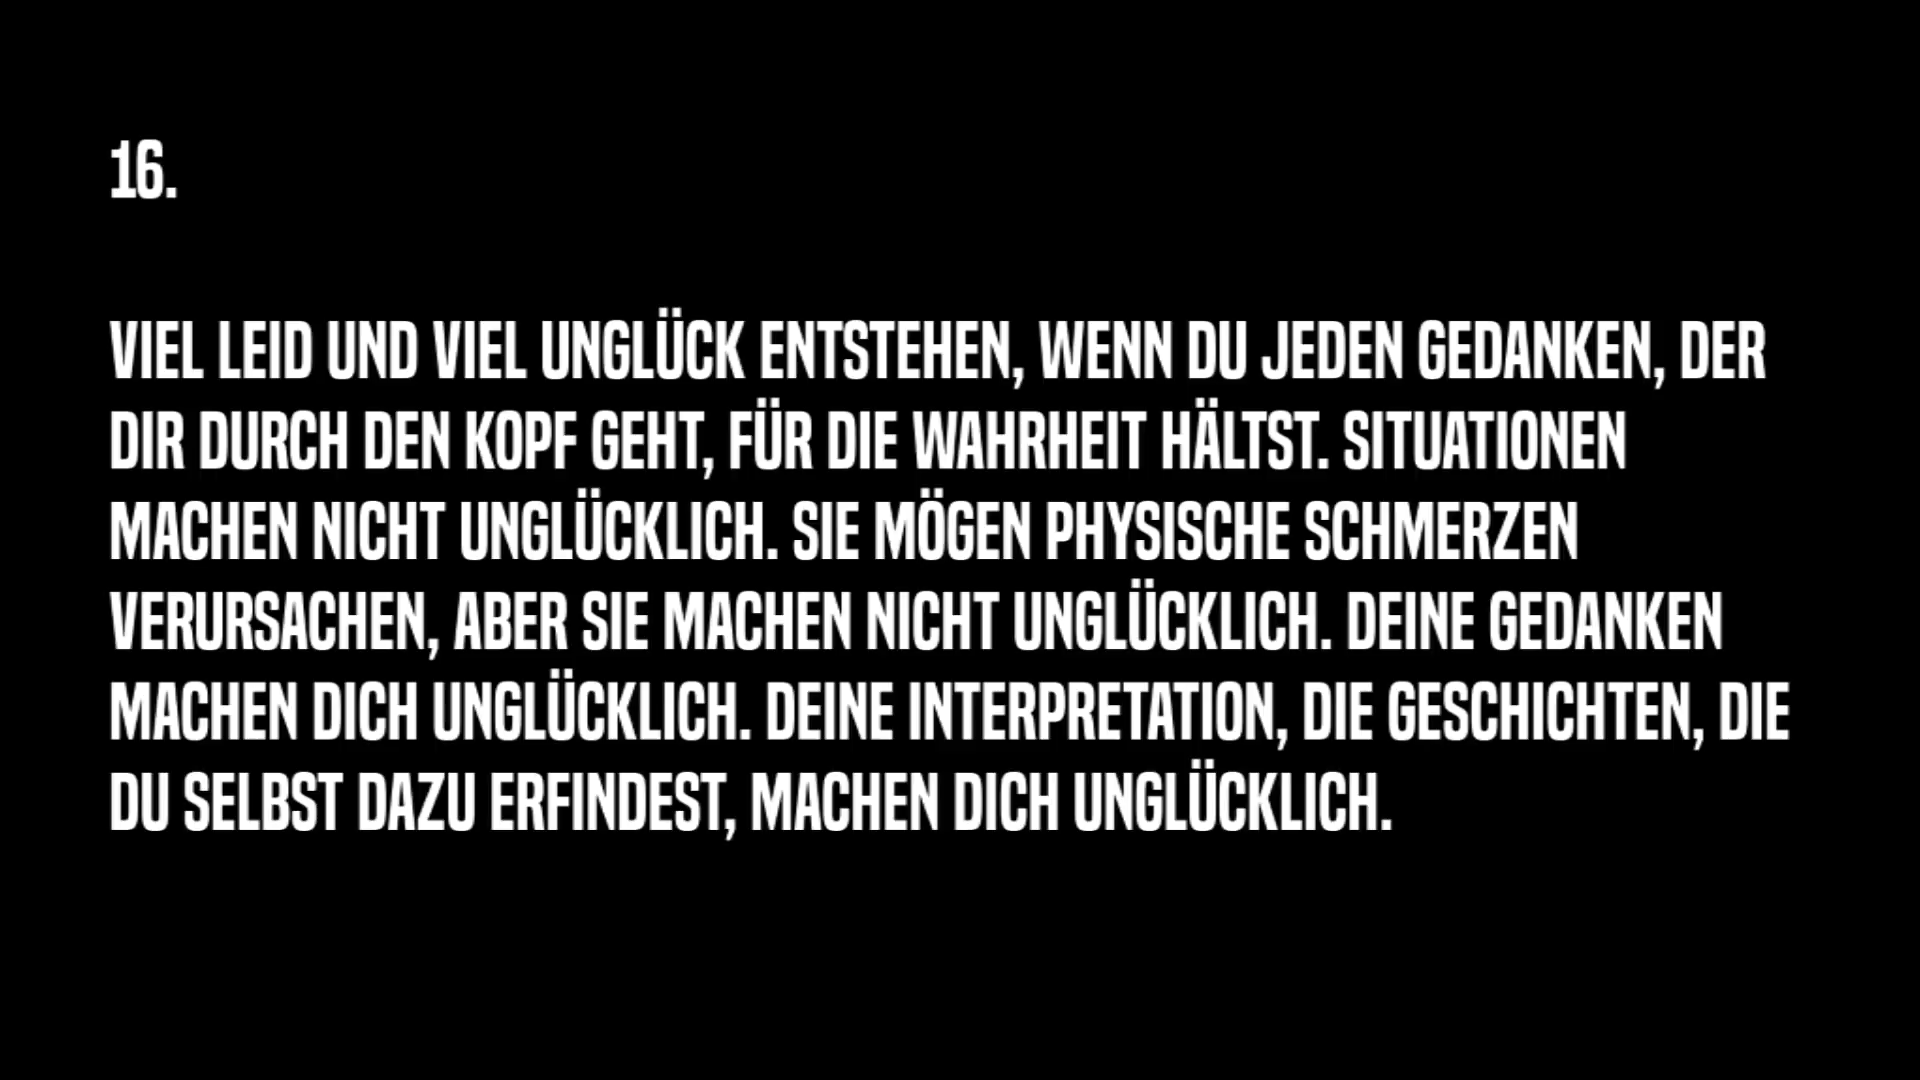 16.
VIEL LEID UND VIEL UNGLÜCK ENTSTEHEN, WENN DU JEDEN GEDANKEN, DER
DIR DURCH DEN KOPF GEHT, FÜR DIE WAHRHEIT HÄLTST. SITUATIONEN
MACHEN NICHT UNGLÜCKLICH. SIE MÖGEN PHYSISCHE SCHMERZEN
VERURSACHEN, ABER SIE MACHEN NICHT UNGLÜCKLICH. DEINE GEDANKEN
MACHEN DICH UNGLÜCKLICH. DEINE INTERPRETATION, DIE GESCHICHTEN, DIE
DU SELBST DAZU ERFINDEST, MACHEN DICH UNGLÜCKLICH.